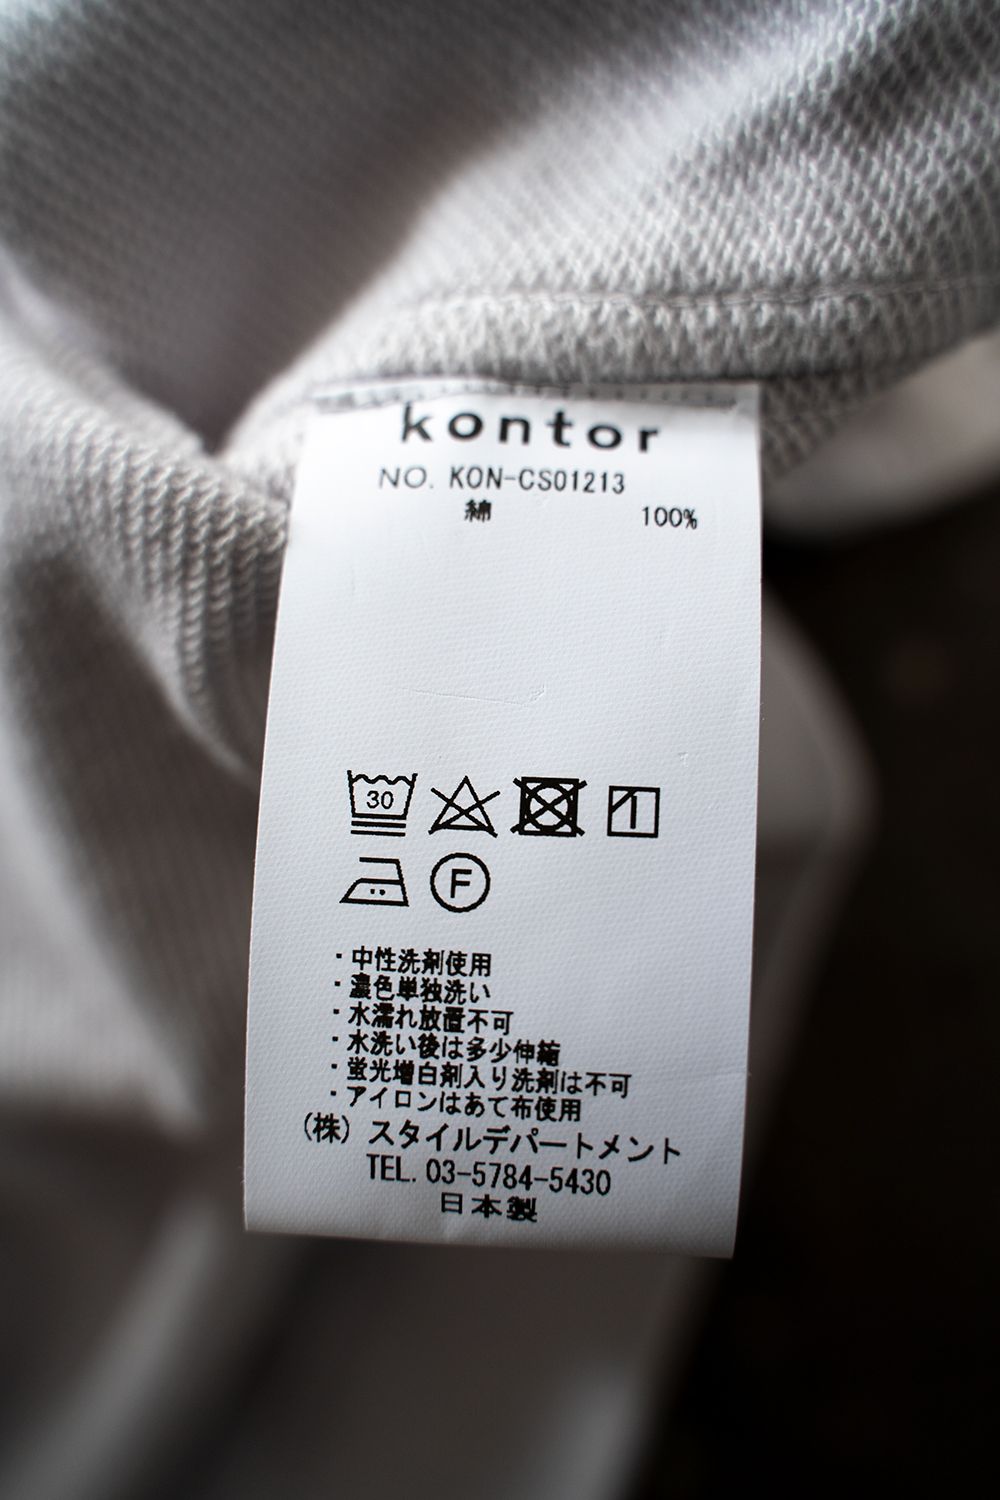 kontor
NO. KON-CS01213
綿 100%
30
F
・中性洗剤使用
・濃色単独洗い
・水濡れ放置不可
・水洗い後は多少伸縮
・蛍光増白剤入り洗剤は不可
・アイロンはあて布使用
(株) スタイルデパートメント
TEL. 03-5784-5430
日本製